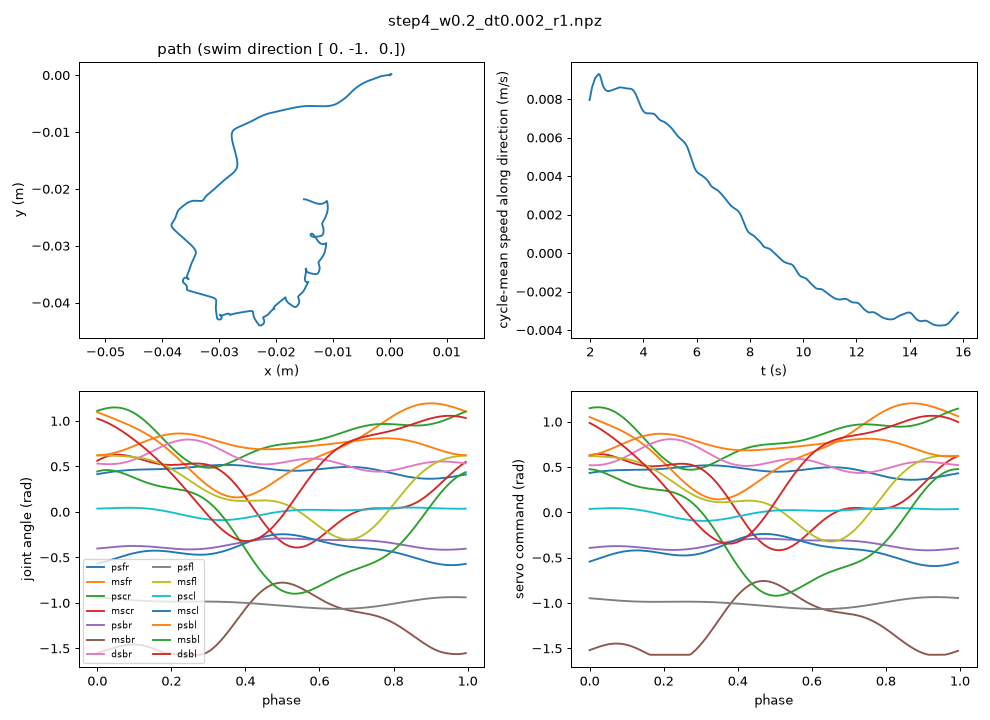 step4_w0.2_dt0.002_r1.npz
path (swim direction [ 0. -1.  0.])
0.00
−0.01
−0.02
−0.03
−0.04
y (m)
−0.05 −0.04 −0.03 −0.02 −0.01 0.00 0.01
x (m)
0.008
0.006
0.004
0.002
0.000
−0.002
−0.004
cycle-mean speed along direction (m/s)
2 4 6 8 10 12 14 16
t (s)
1.0
0.5
0.0
−0.5
−1.0
−1.5
joint angle (rad)
psfr psfl
msfr msfl
pscr pscl
mscr mscl
psbr psbl
msbr msbl
dsbr dsbl
0.0 0.2 0.4 0.6 0.8 1.0
phase
1.0
0.5
0.0
−0.5
−1.0
−1.5
servo command (rad)
0.0 0.2 0.4 0.6 0.8 1.0
phase